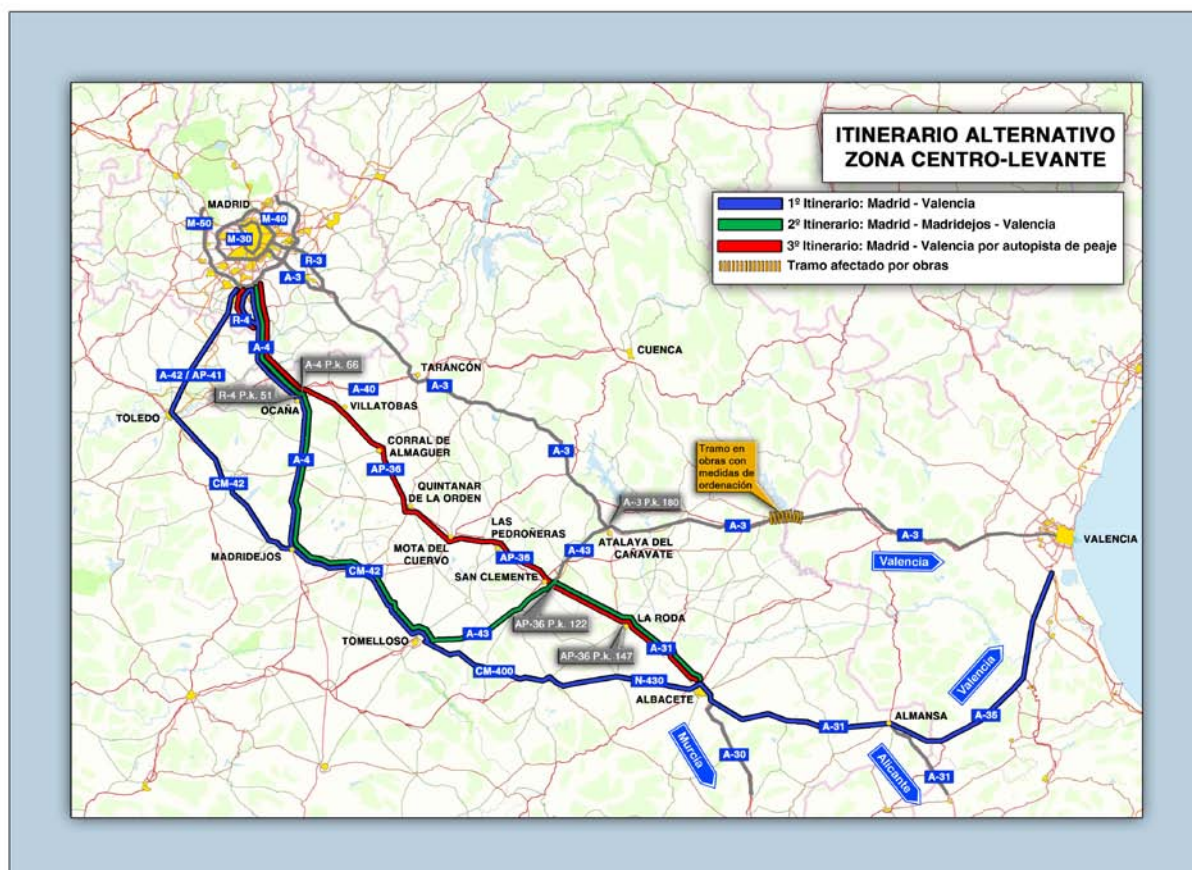 ITINERARIO ALTERNATIVO
ZONA CENTRO-LEVANTE
1º Itinerario: Madrid - Valencia
2º Itinerario: Madrid - Madridejos - Valencia
3º Itinerario: Madrid - Valencia por autopista de peaje
Tramo afectado por obras
MADRID
M-50
M-40
M-30
R-3
A-3
R-4
A-4
A-4 P.k. 66
CUENCA
TARANCÓN
A-3
A-42 / AP-41
A-40
R-4 P.k. 51
OCAÑA
VILLATOBAS
TOLEDO
CORRAL DE
ALMAGUER
A-3
Tramo en
obras con
medidas de
ordenación
A-4
AP-36
CM-42
QUINTANAR
DE LA ORDEN
A-3 P.k. 180
LAS
PEDROÑERAS
A-3
A-3
VALENCIA
ATALAYA DEL
CAÑAVATE
MADRIDEJOS
MOTA DEL
CUERVO
AP-36
A-43
Valencia
CM-42
SAN CLEMENTE
LA RODA
AP-36 P.k. 122
TOMELLOSO
A-43
A-31
AP-36 P.k. 147
CM-400
N-430
ALBACETE
Valencia
ALMANSA
A-35
A-31
Murcia
A-30
Alicante
A-31